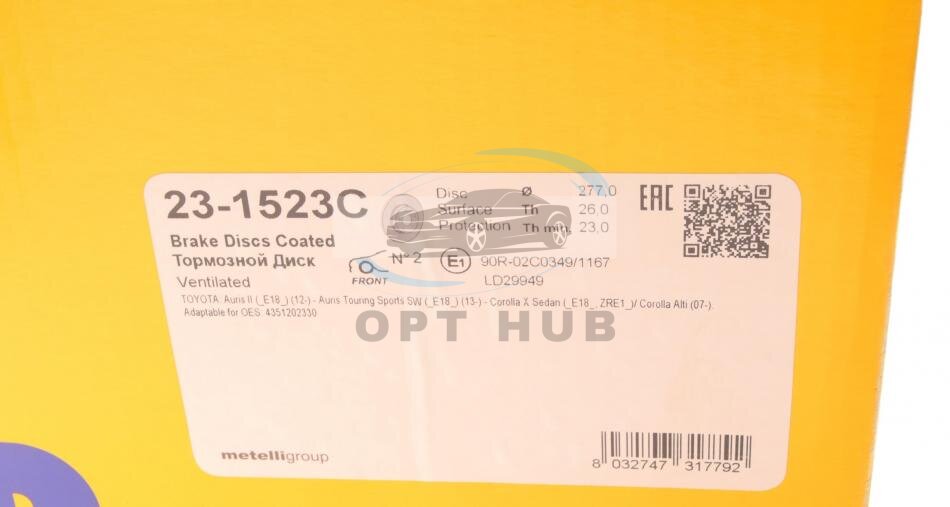 23-1523C
Disc Ø 277,0
Surface Th 26,0
Protection Th min. 23,0
EAC
Brake Discs Coated
Тормозной Диск
Ventilated
FRONT
N° 2
E1
90R-02C0349/1167
LD29949
TOYOTA: Auris II (_E18_) (12-) - Auris Touring Sports SW (_E18_) (13-) - Corolla X Sedan (_E18_, ZRE1_)/ Corolla Alti (07-).
Adaptable for OES: 4351202330
OPT HUB
metelligroup
8 032747 317792